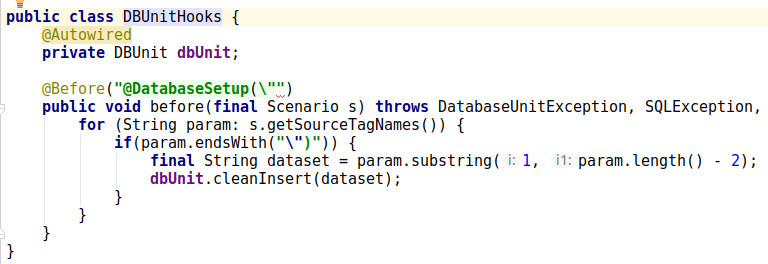 public class DBUnitHooks {
    @Autowired
    private DBUnit dbUnit;

    @Before("@DatabaseSetup(\"")
    public void before(final Scenario s) throws DatabaseUnitException, SQLException,
        for (String param: s.getSourceTagNames()) {
            if(param.endsWith("\")")) {
                final String dataset = param.substring( i: 1,  i1: param.length() - 2);
                dbUnit.cleanInsert(dataset);
            }
        }
    }
}